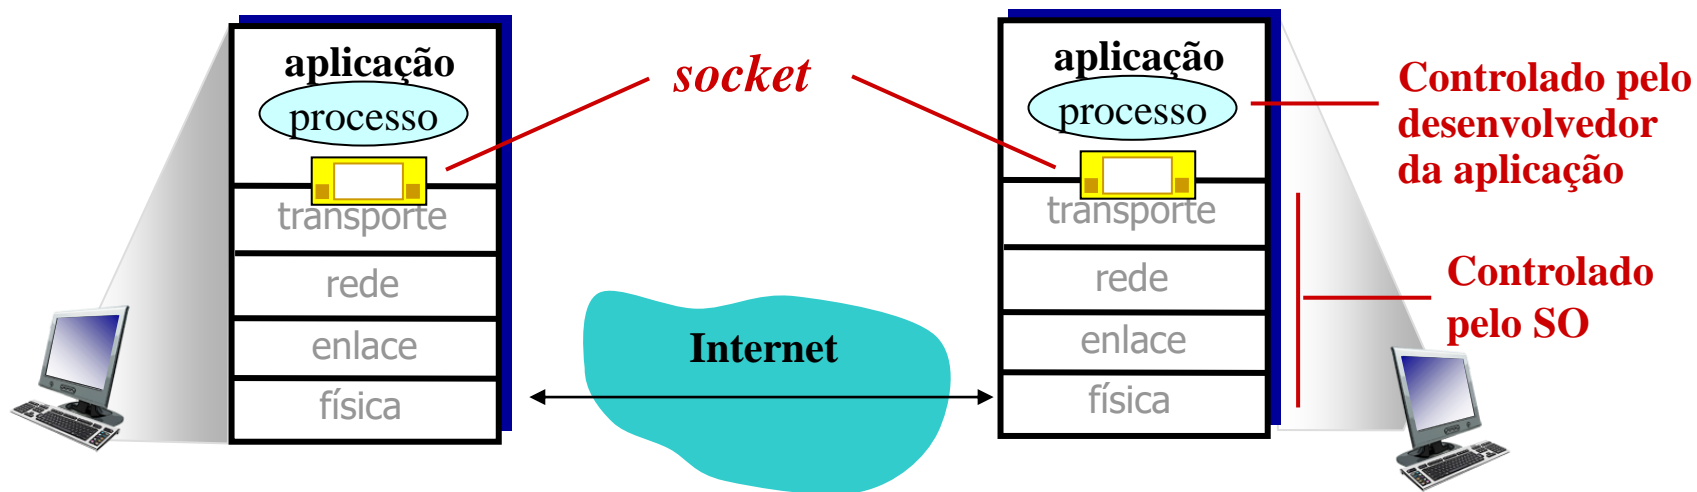 aplicação
processo
transporte
rede
enlace
física
socket
Internet
aplicação
processo
transporte
rede
enlace
física
Controlado pelo
desenvolvedor
da aplicação
Controlado
pelo SO